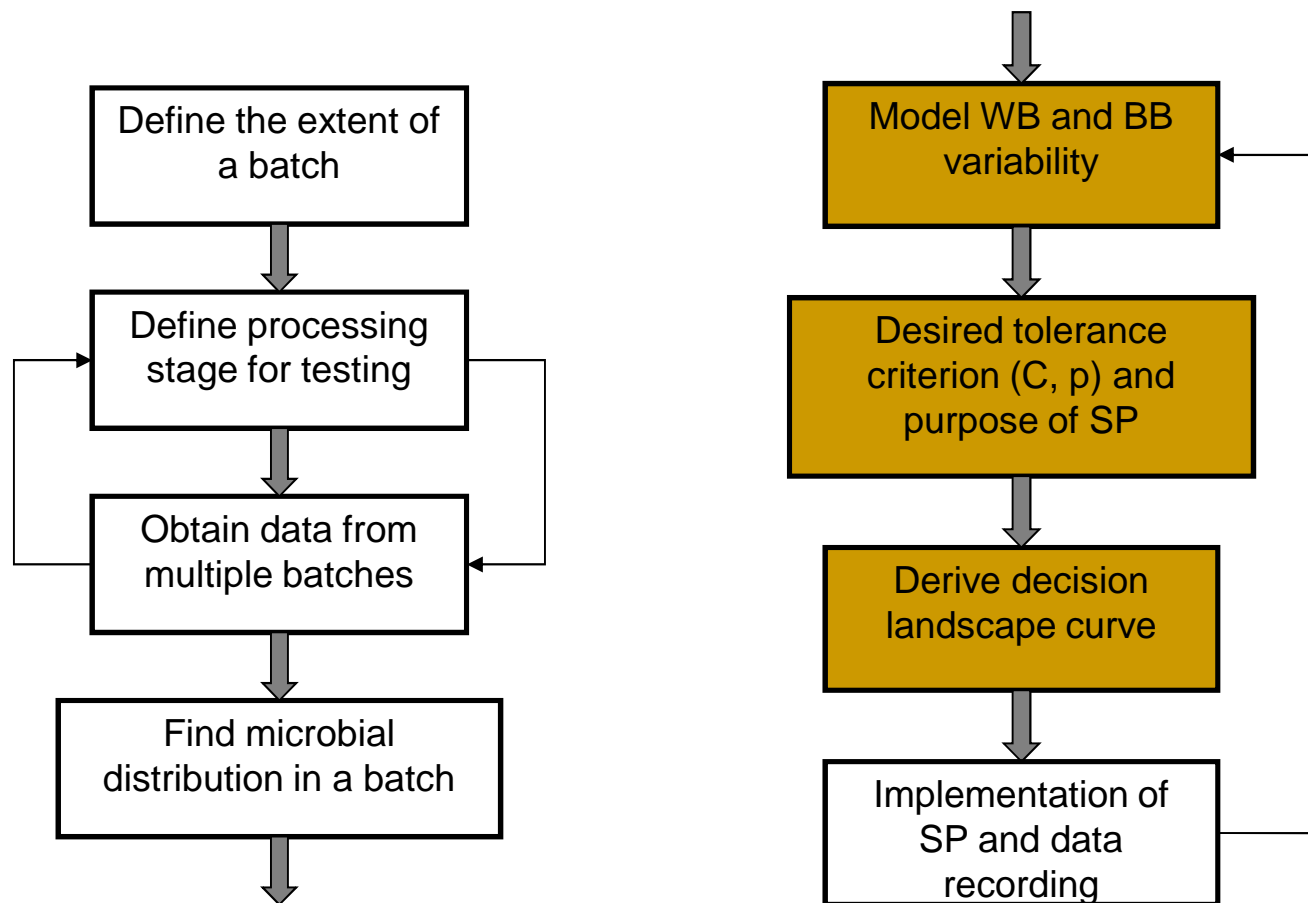 Define the extent of
a batch
Define processing
stage for testing
Obtain data from
multiple batches
Find microbial
distribution in a batch
Model WB and BB
variability
Desired tolerance
criterion (C, p) and
purpose of SP
Derive decision
landscape curve
Implementation of
SP and data
recording